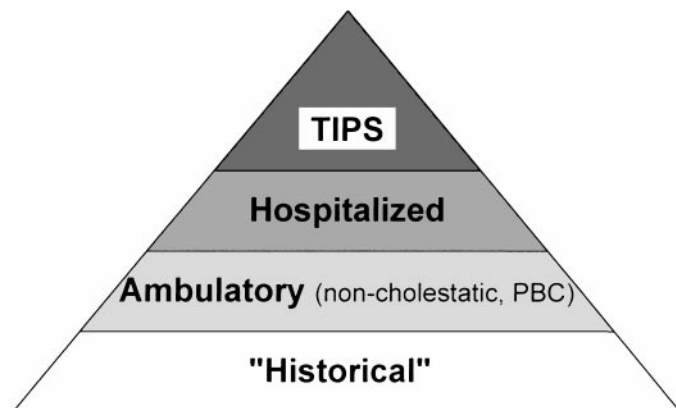 TIPS
Hospitalized
Ambulatory (non-cholestatic, PBC)
"Historical"